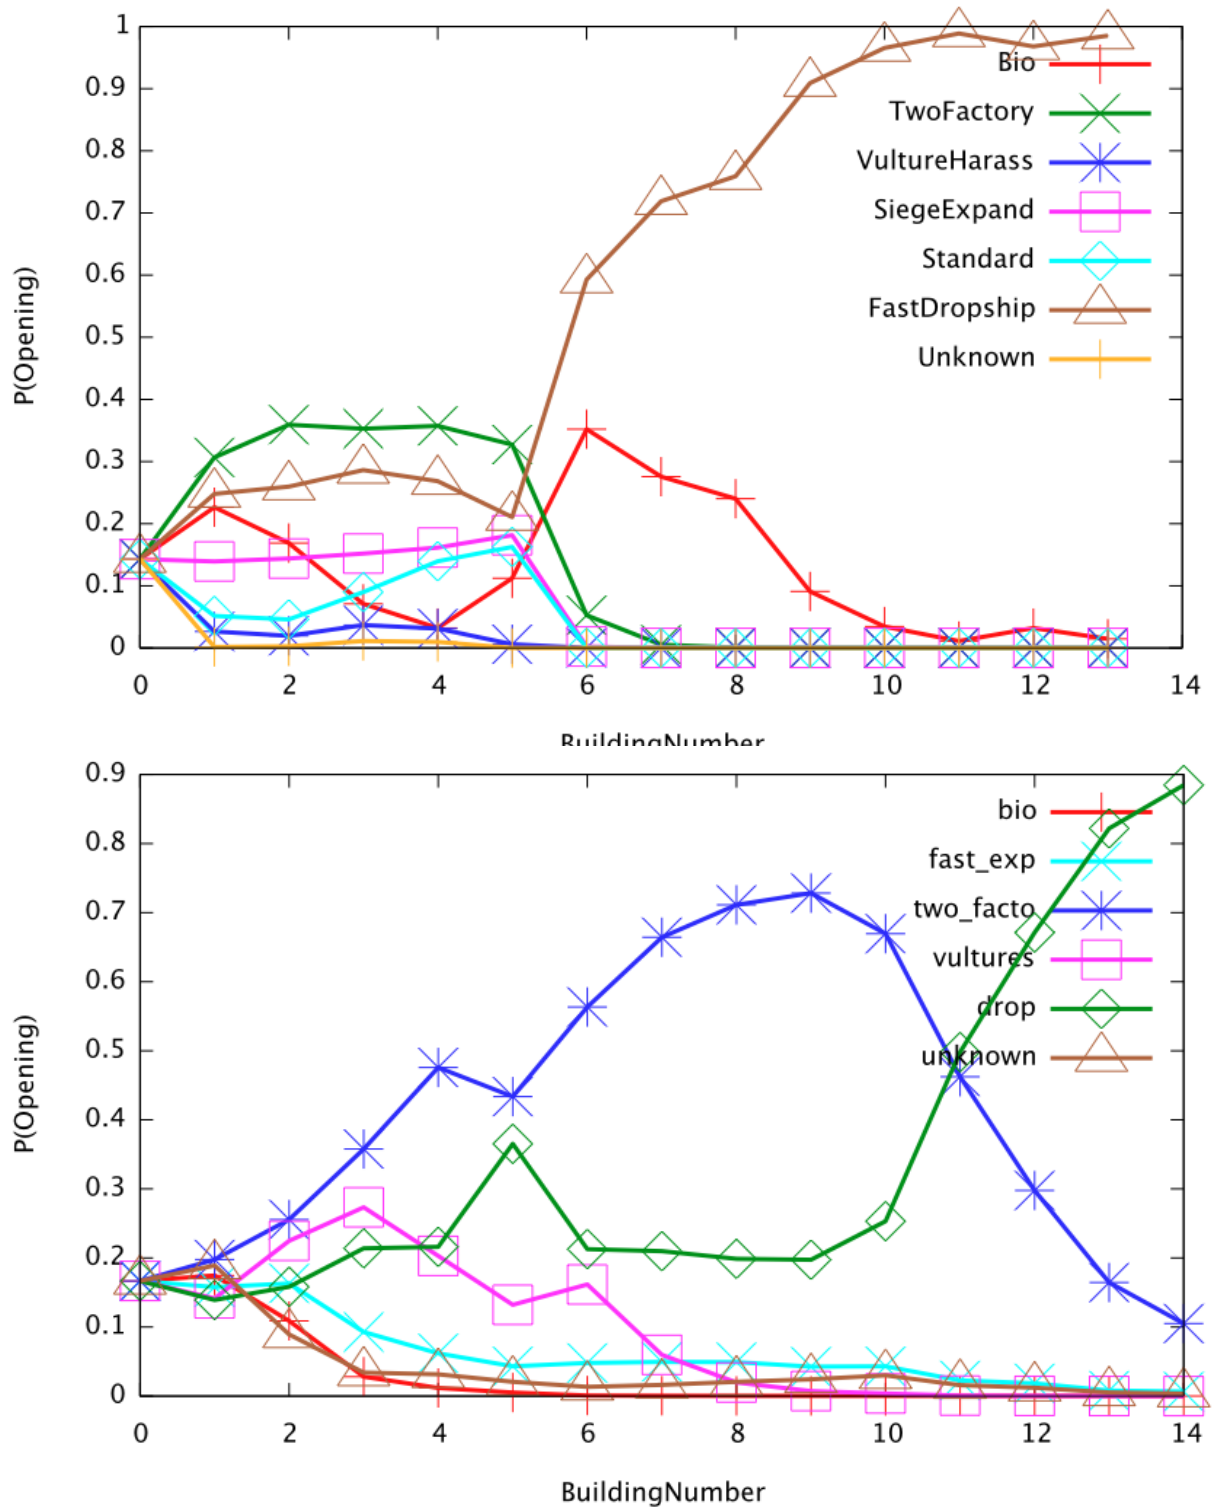 1
0.9
0.8
0.7
0.6
0.5
0.4
0.3
0.2
0.1
0
P(Opening)
Bio
TwoFactory
VultureHarass
SiegeExpand
Standard
FastDropship
Unknown
0 2 4 6 8 10 12 14
BuildingNumber
0.9
0.8
0.7
0.6
0.5
0.4
0.3
0.2
0.1
0
P(Opening)
bio
fast_exp
two_facto
vultures
drop
unknown
0 2 4 6 8 10 12 14
BuildingNumber